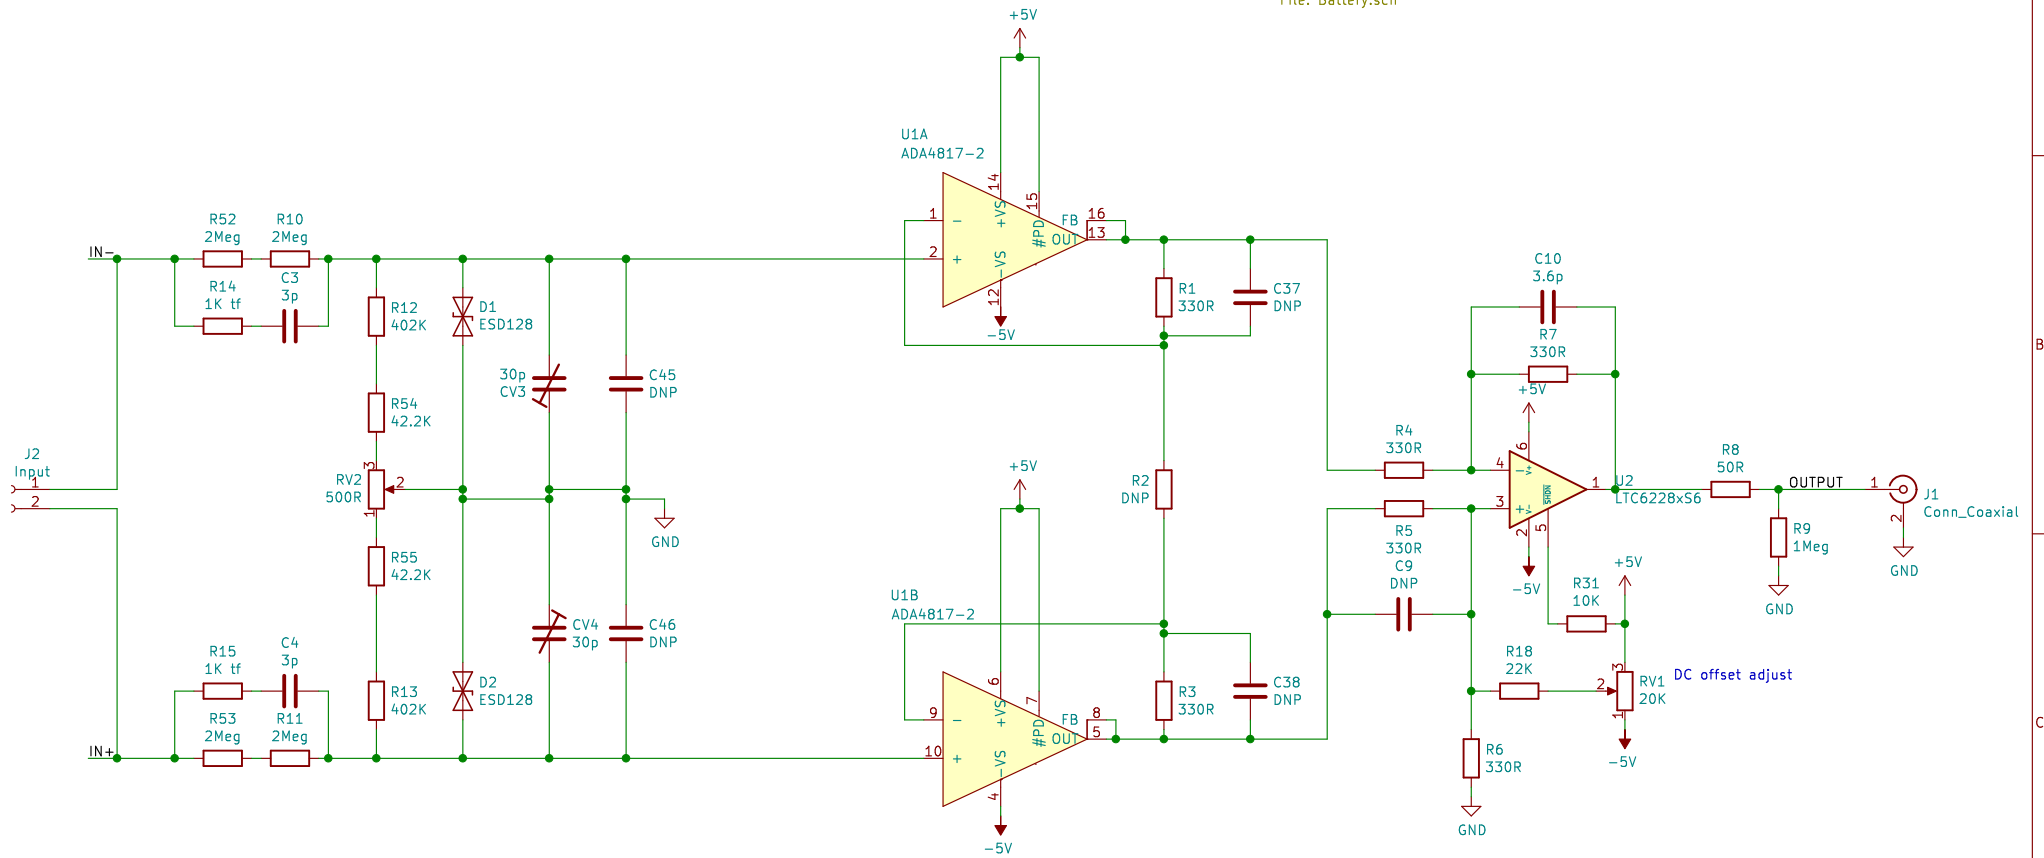 File: Battery.sch
+5V
U1A
ADA4817-2
14
+VS
15
#PD
1
−
2
+
FB
16
OUT
13
−VS
12
−5V
IN−
R52
2Meg
R10
2Meg
R14
1K tf
C3
3p
R12
402K
D1
ESD128
30p
CV3
C45
DNP
R54
42.2K
J2
Input
1
2
RV2
500R
3
2
1
GND
R55
42.2K
R15
1K tf
C4
3p
R53
2Meg
R11
2Meg
IN+
R13
402K
D2
ESD128
CV4
30p
C46
DNP
R1
330R
C37
DNP
R2
DNP
+5V
U1B
ADA4817-2
6
+VS
7
#PD
9
−
10
+
FB
8
OUT
5
−VS
4
−5V
R3
330R
C38
DNP
C10
3.6p
R7
330R
+5V
R4
330R
R5
330R
C9
DNP
6
V+
4
−
3
+
1
SHDN
V−
2
5
−5V
U2
LTC6228xS6
R8
50R
OUTPUT
1
J1
Conn_Coaxial
2
GND
R9
1Meg
GND
+5V
R31
10K
R18
22K
2
3
1
RV1
20K
DC offset adjust
−5V
R6
330R
GND
B
C